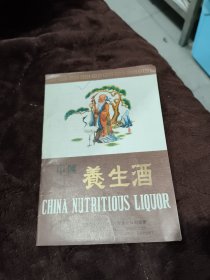 中国
養生酒
CHINA NUTRITIOUS LIQUOR